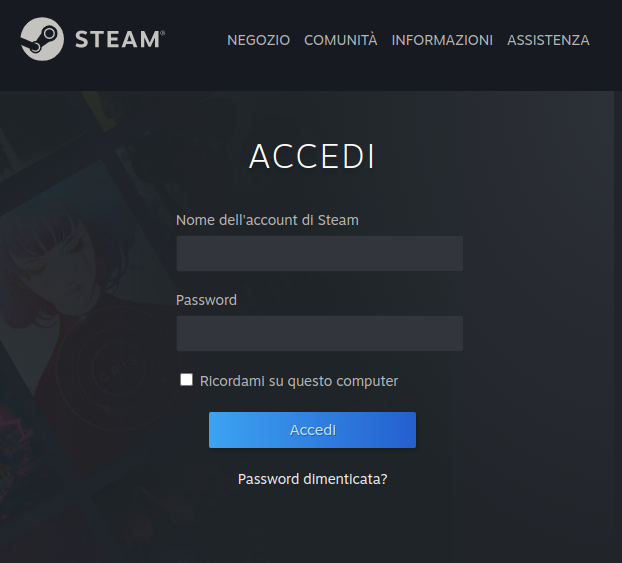 STEAM®
NEGOZIO COMUNITÀ INFORMAZIONI ASSISTENZA
ACCEDI
Nome dell'account di Steam
Password
Ricordami su questo computer
Accedi
Password dimenticata?